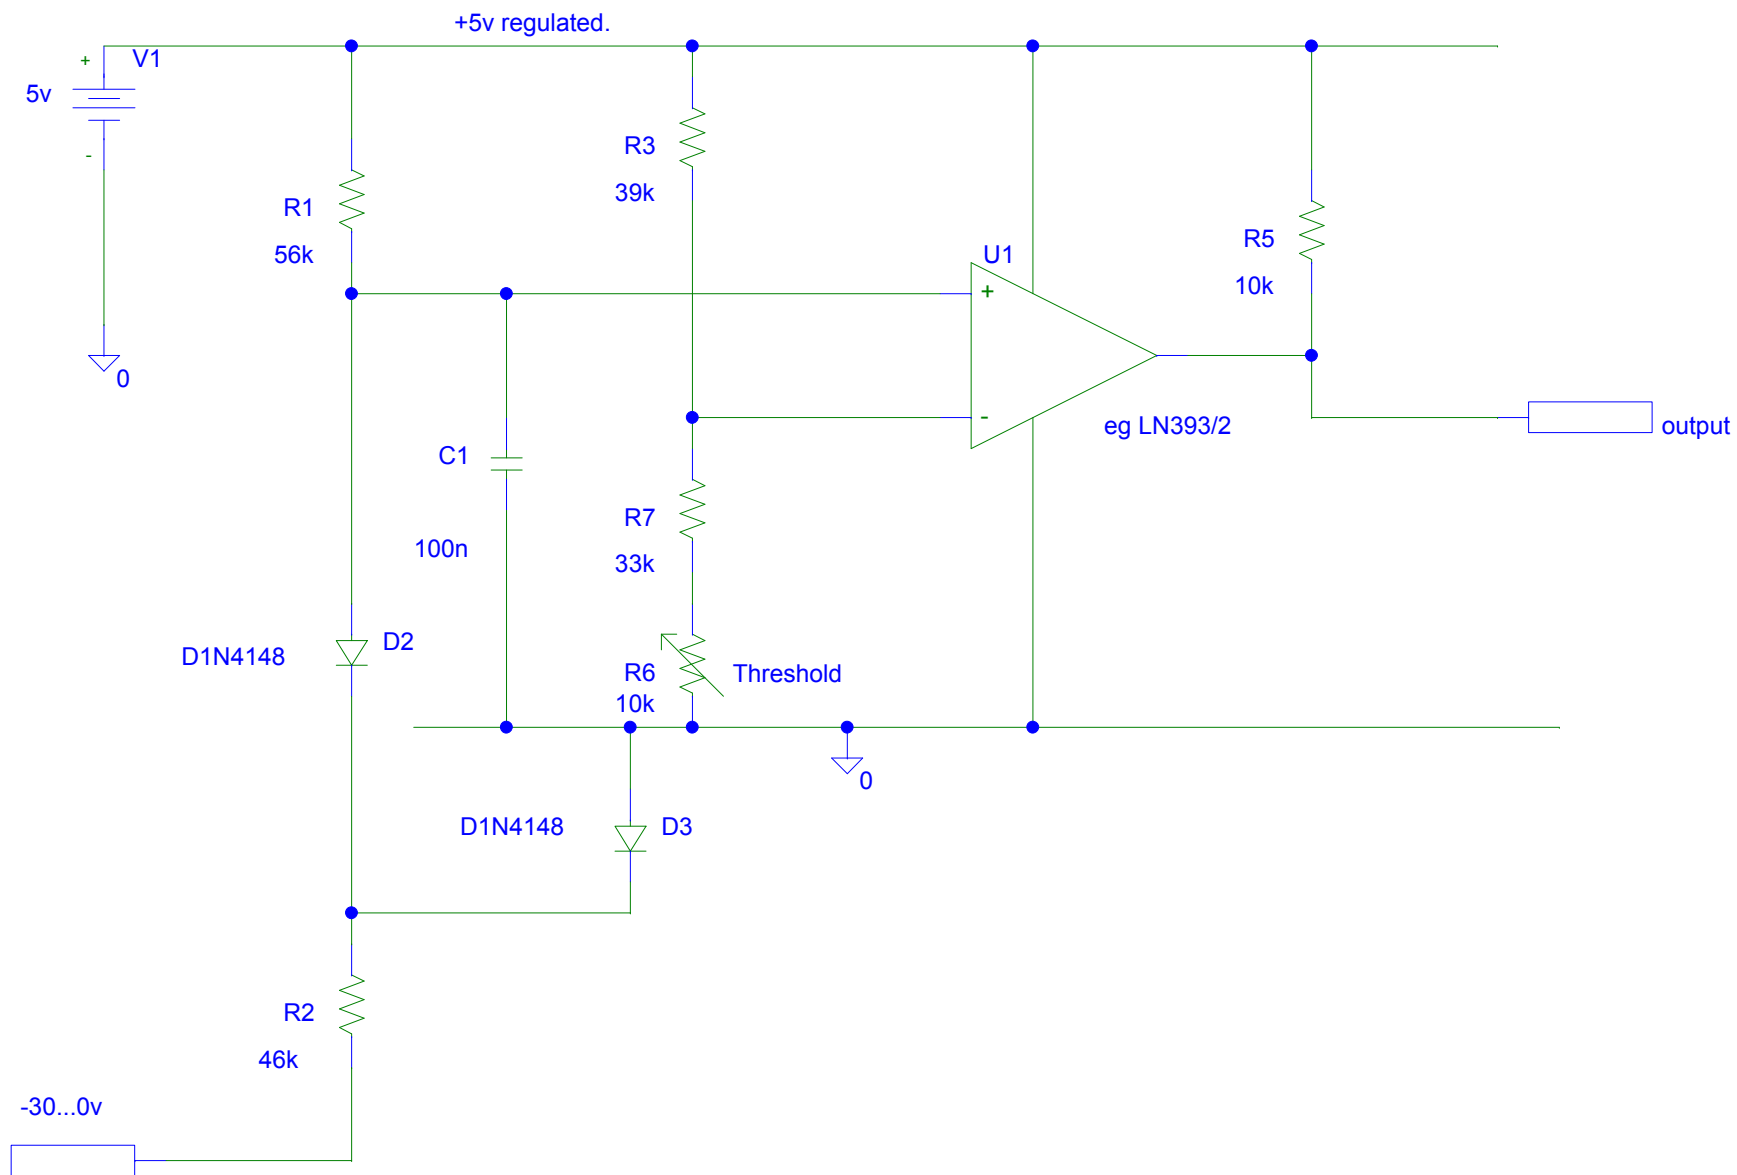 +5v regulated.
+
V1
5v
-
0
R1
56k
R3
39k
R5
10k
U1
+
-
eg LN393/2
output
C1
100n
R7
33k
D1N4148
D2
R6
10k
Threshold
0
D1N4148
D3
R2
46k
-30...0v